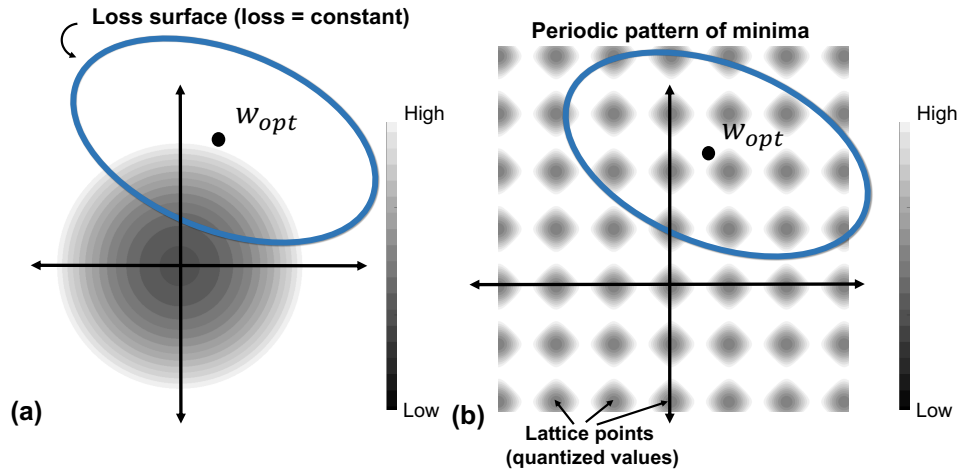 Loss surface (loss = constant)
w_opt
High
Low
(a)
Periodic pattern of minima
w_opt
High
Low
(b)
Lattice points
(quantized values)